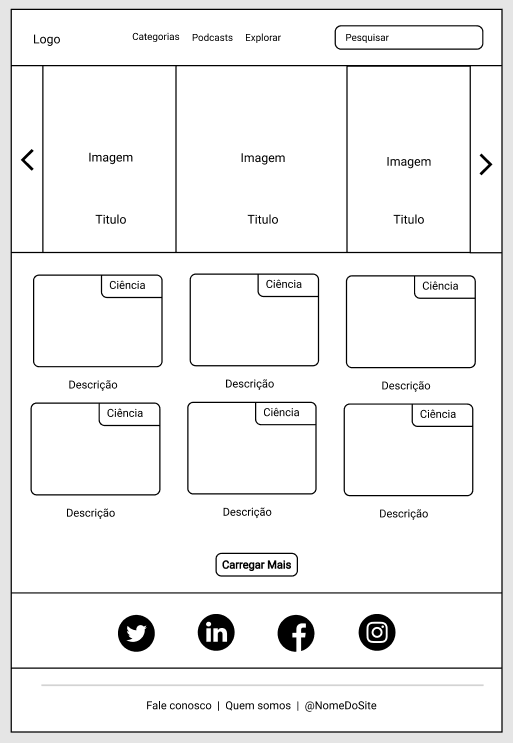 Logo
Categorias Podcasts Explorar
Pesquisar
Imagem Imagem Imagem
Titulo Titulo Titulo
Ciência Ciência Ciência
Descrição Descrição Descrição
Ciência Ciência Ciência
Descrição Descrição Descrição
Carregar Mais
in
Fale conosco | Quem somos | @NomeDoSite